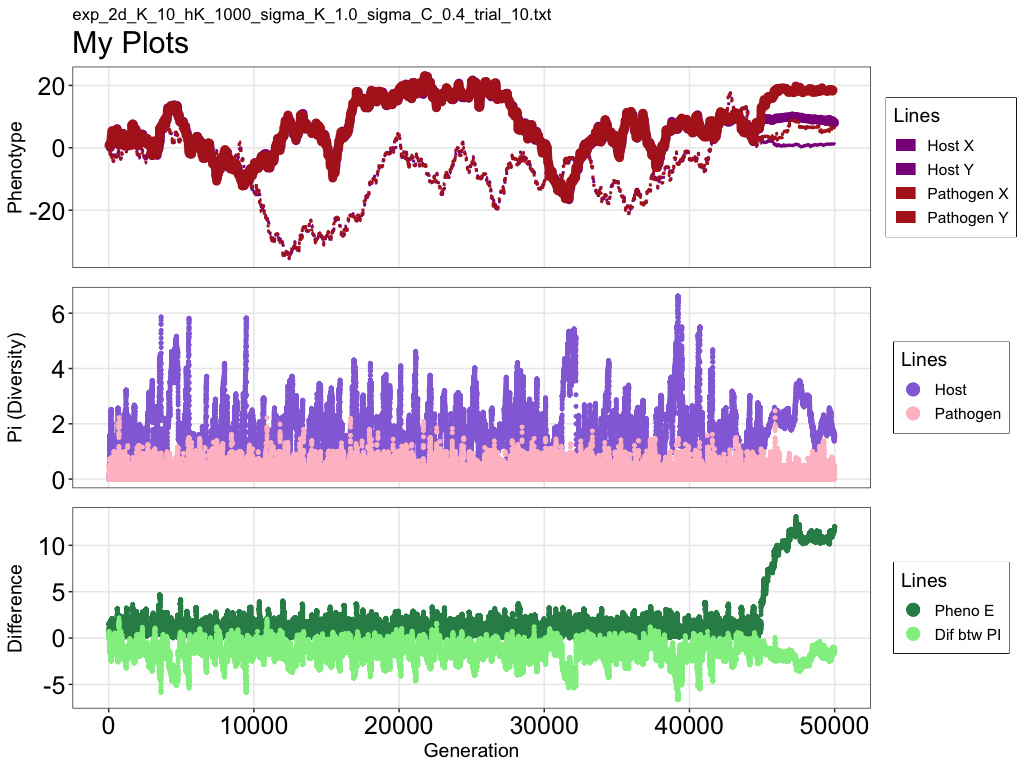 exp_2d_K_10_hK_1000_sigma_K_1.0_sigma_C_0.4_trial_10.txt
My Plots
20
0
-20
Phenotype
Lines
Host X
Host Y
Pathogen X
Pathogen Y
6
4
2
0
Pi (Diversity)
Lines
Host
Pathogen
10
5
0
-5
Difference
Lines
Pheno E
Dif btw PI
0 10000 20000 30000 40000 50000
Generation